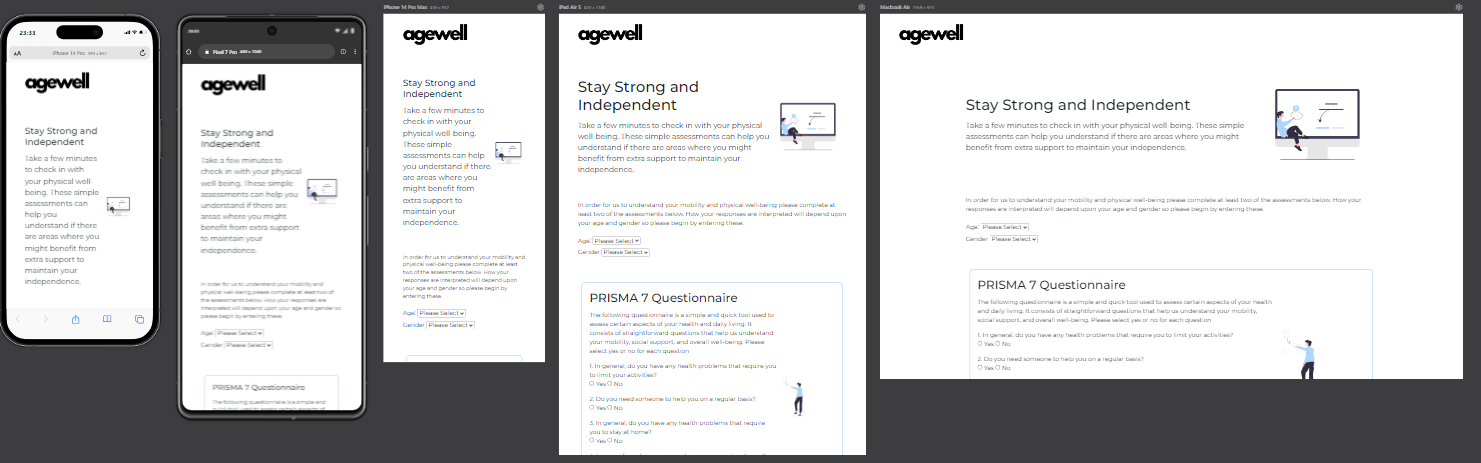 23:33
AA iPhone 14 Pro
agewell
Stay Strong and
Independent
Take a few minutes
to check in with
your physical well-
being. These simple
assessments can
help you
understand if there
are areas where you
might benefit from
extra support to
maintain your
independence.
Pixel 7 Pro
agewell
Stay Strong and
Independent
Take a few minutes to
check in with your physical
well-being. These simple
assessments can help you
understand if there are
areas where you might
benefit from extra support
to maintain your
independence.
In order for us to understand your mobility and
physical well-being please complete at least two of
the assessments below. How your responses are
interpreted will depend upon your age and gender so
please begin by entering these.
Age: Please Select
Gender Please Select
PRISMA 7 Questionnaire
The following questionnaire is a simple and
quick tool used to assess certain aspects of
iPhone 14 Pro Max
agewell
Stay Strong and
Independent
Take a few minutes to
check in with your
physical well-being.
These simple
assessments can help
you understand if there
are areas where you
might benefit from
extra support to
maintain your
independence.
In order for us to understand your mobility and
physical well-being please complete at least
two of the assessments below. How your
responses are interpreted will depend upon
your age and gender so please begin by
entering these.
Age: Please Select
Gender Please Select
iPad Air 5
agewell
Stay Strong and
Independent
Take a few minutes to check in with your physical
well-being. These simple assessments can help you
understand if there are areas where you might
benefit from extra support to maintain your
independence.
In order for us to understand your mobility and physical well-being please complete at
least two of the assessments below. How your responses are interpreted will depend upon
your age and gender so please begin by entering these.
Age: Please Select
Gender Please Select
PRISMA 7 Questionnaire
The following questionnaire is a simple and quick tool used to
assess certain aspects of your health and daily living. It
consists of straightforward questions that help us understand
your mobility, social support, and overall well-being. Please
select yes or no for each question
1. In general, do you have any health problems that require you
to limit your activities?
Yes No
2. Do you need someone to help you on a regular basis?
Yes No
3. In general, do you have any health problems that require
you to stay at home?
Yes No
Macbook Air
agewell
Stay Strong and Independent
Take a few minutes to check in with your physical well-being. These simple
assessments can help you understand if there are areas where you might
benefit from extra support to maintain your independence.
In order for us to understand your mobility and physical well-being please complete at least two of the assessments below. How your
responses are interpreted will depend upon your age and gender so please begin by entering these.
Age: Please Select
Gender Please Select
PRISMA 7 Questionnaire
The following questionnaire is a simple and quick tool used to assess certain aspects of your health
and daily living. It consists of straightforward questions that help us understand your mobility,
social support, and overall well-being. Please select yes or no for each question
1. In general, do you have any health problems that require you to limit your activities?
Yes No
2. Do you need someone to help you on a regular basis?
Yes No